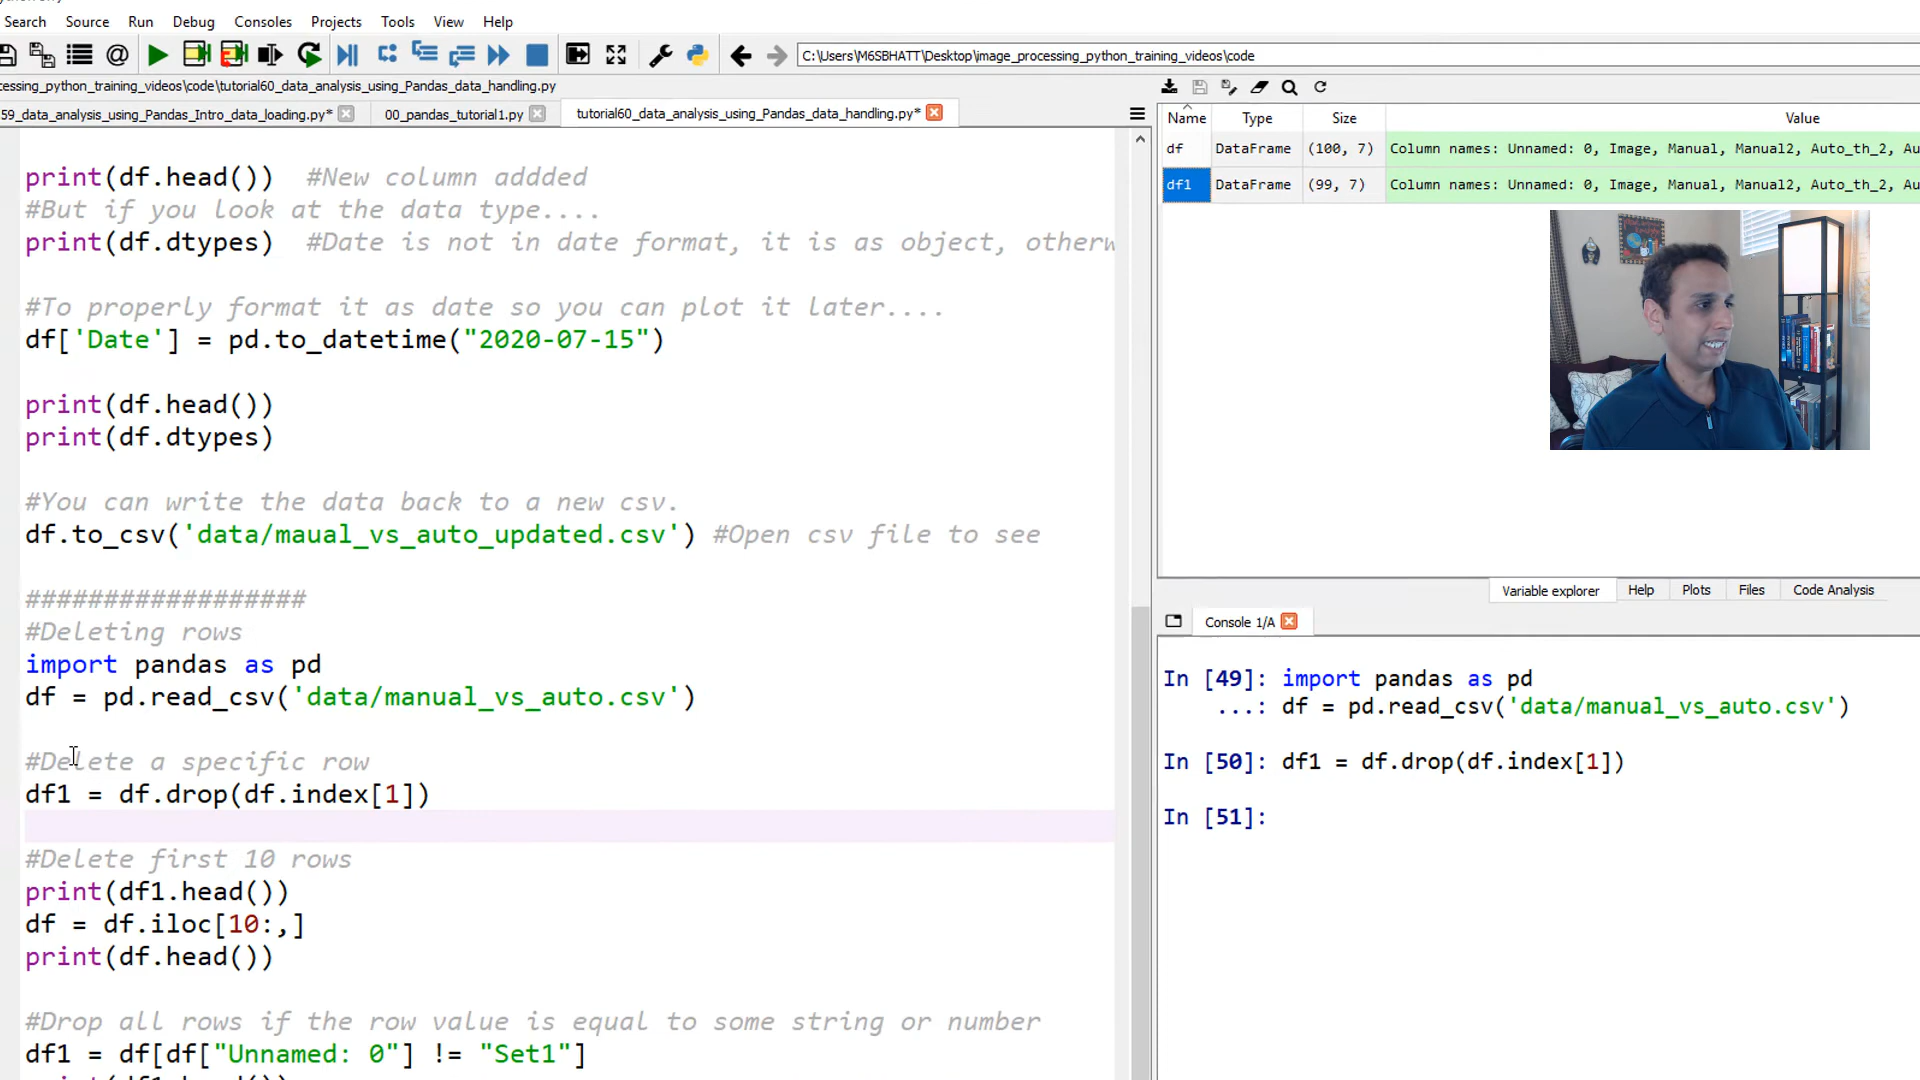 Search Source Run Debug Consoles Projects Tools View Help
C:\Users\M6SBHATT\Desktop\image_processing_python_training_videos\code
cessing_python_training_videos\code\tutorial60_data_analysis_using_Pandas_data_handling.py
59_data_analysis_using_Pandas_Intro_data_loading.py* 00_pandas_tutorial1.py tutorial60_data_analysis_using_Pandas_data_handling.py*
print(df.head())  #New column addded
#But if you look at the data type....
print(df.dtypes)  #Date is not in date format, it is as object, otherw
#To properly format it as date so you can plot it later....
df['Date'] = pd.to_datetime("2020-07-15")
print(df.head())
print(df.dtypes)
#You can write the data back to a new csv.
df.to_csv('data/maual_vs_auto_updated.csv') #Open csv file to see
##################
#Deleting rows
import pandas as pd
df = pd.read_csv('data/manual_vs_auto.csv')
#Delete a specific row
df1 = df.drop(df.index[1])
#Delete first 10 rows
print(df1.head())
df = df.iloc[10:,]
print(df.head())
#Drop all rows if the row value is equal to some string or number
df1 = df[df["Unnamed: 0"] != "Set1"]
Name Type Size Value
df DataFrame (100, 7) Column names: Unnamed: 0, Image, Manual, Manual2, Auto_th_2, Au
df1 DataFrame (99, 7) Column names: Unnamed: 0, Image, Manual, Manual2, Auto_th_2, Au
Variable explorer Help Plots Files Code Analysis
Console 1/A
In [49]: import pandas as pd
...: df = pd.read_csv('data/manual_vs_auto.csv')
In [50]: df1 = df.drop(df.index[1])
In [51]: